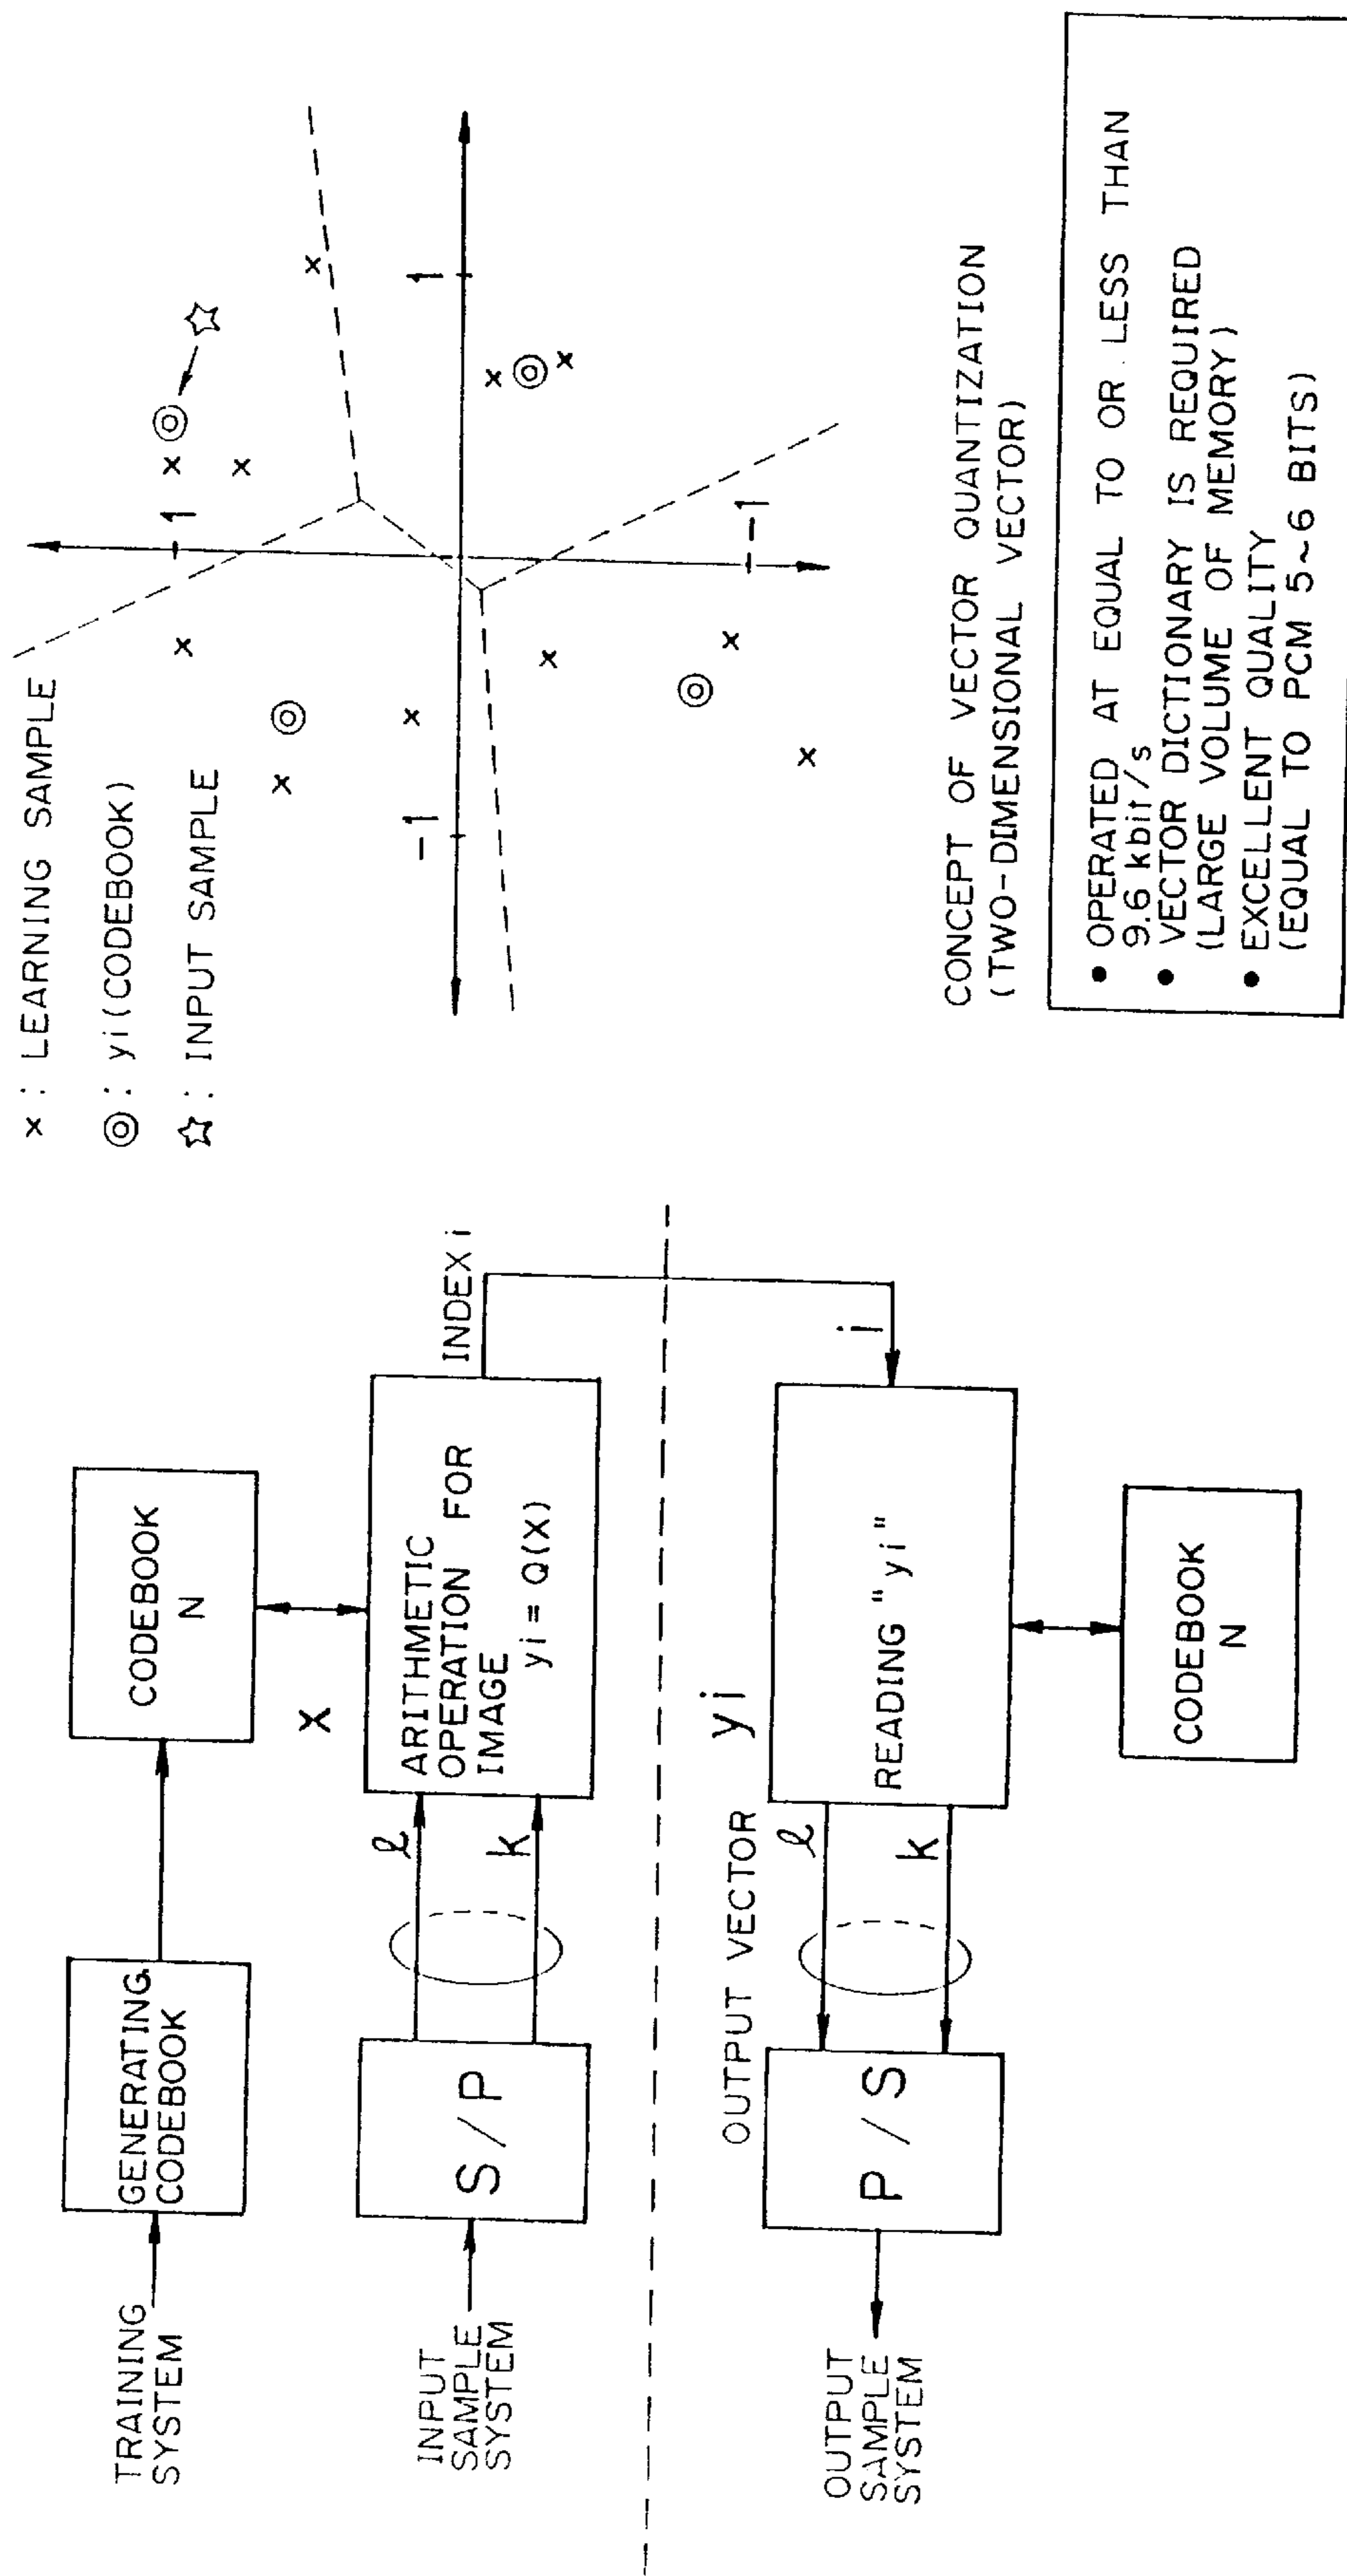 TRAINING
SYSTEM
GENERATING
CODEBOOK
CODEBOOK
N
X
INPUT
SAMPLE
SYSTEM
S/P
ℓ
k
ARITHMETIC
OPERATION FOR
IMAGE
yi = Q(X)
INDEX i
i
OUTPUT VECTOR yi
OUTPUT
SAMPLE
SYSTEM
P/S
ℓ
k
READING "yi"
CODEBOOK
N
× : LEARNING SAMPLE
◎ : yi (CODEBOOK)
☆ : INPUT SAMPLE
1
-1
1
-1
CONCEPT OF VECTOR QUANTIZATION
(TWO-DIMENSIONAL VECTOR)
• OPERATED AT EQUAL TO OR LESS THAN
9.6 kbit/s
• VECTOR DICTIONARY IS REQUIRED
(LARGE VOLUME OF MEMORY)
• EXCELLENT QUALITY
(EQUAL TO PCM 5~6 BITS)